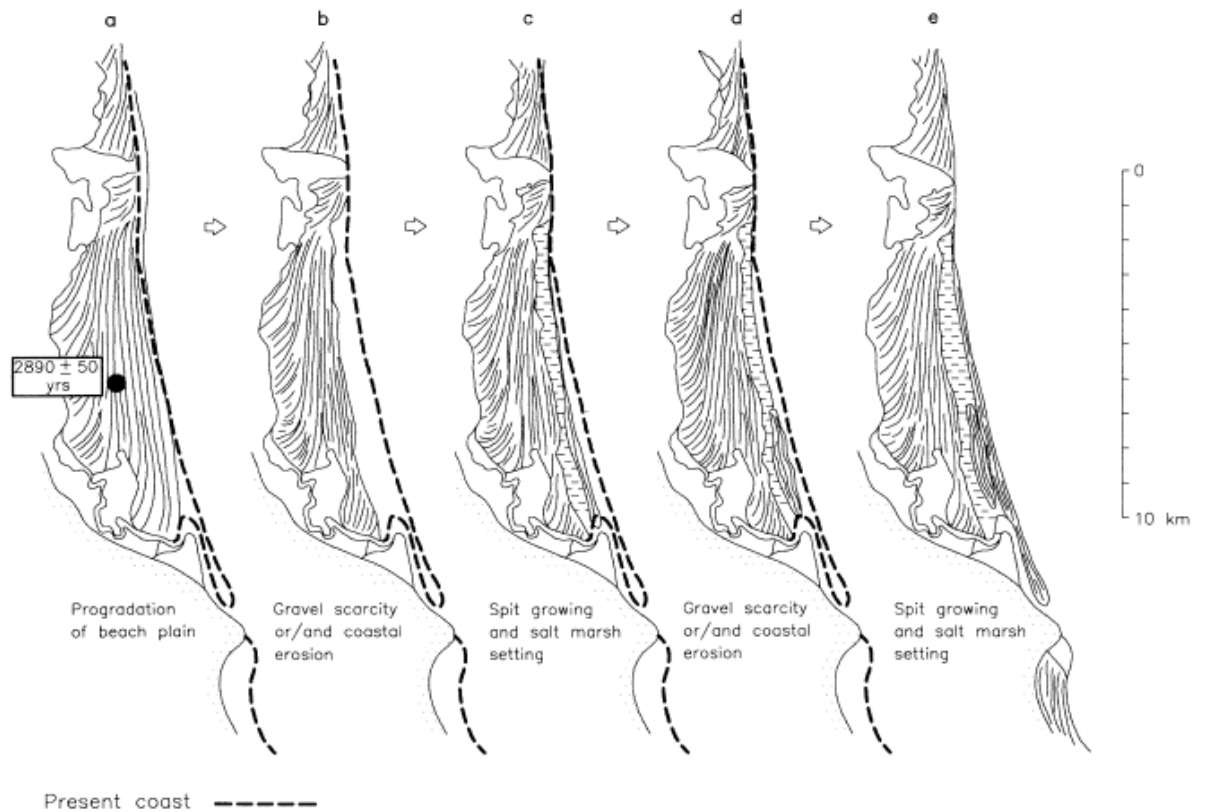 a
b
c
d
e
0
2890 ± 50
yrs
10 km
Progradation
of beach plain
Gravel scarcity
or/and coastal
erosion
Spit growing
and salt marsh
setting
Gravel scarcity
or/and coastal
erosion
Spit growing
and salt marsh
setting
Present coast